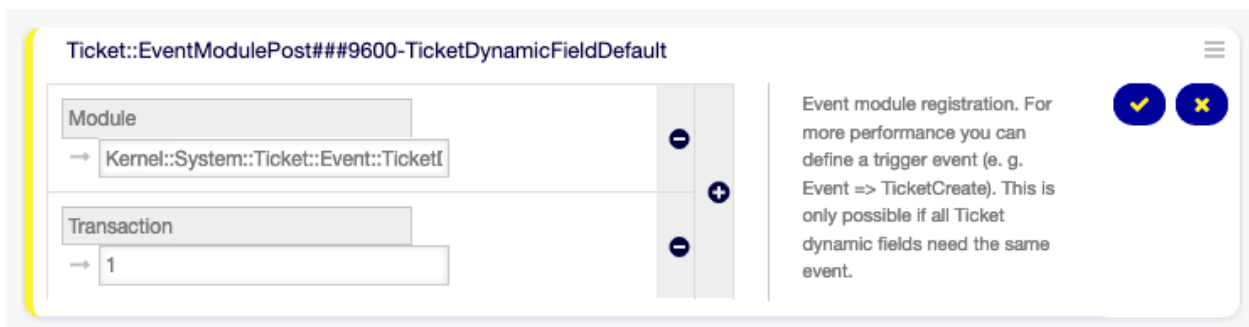 Ticket::EventModulePost###9600-TicketDynamicFieldDefault
Module
Kernel::System::Ticket::Event::Ticket
Transaction
1
Event module registration. For
more performance you can
define a trigger event (e. g.
Event => TicketCreate). This is
only possible if all Ticket
dynamic fields need the same
event.